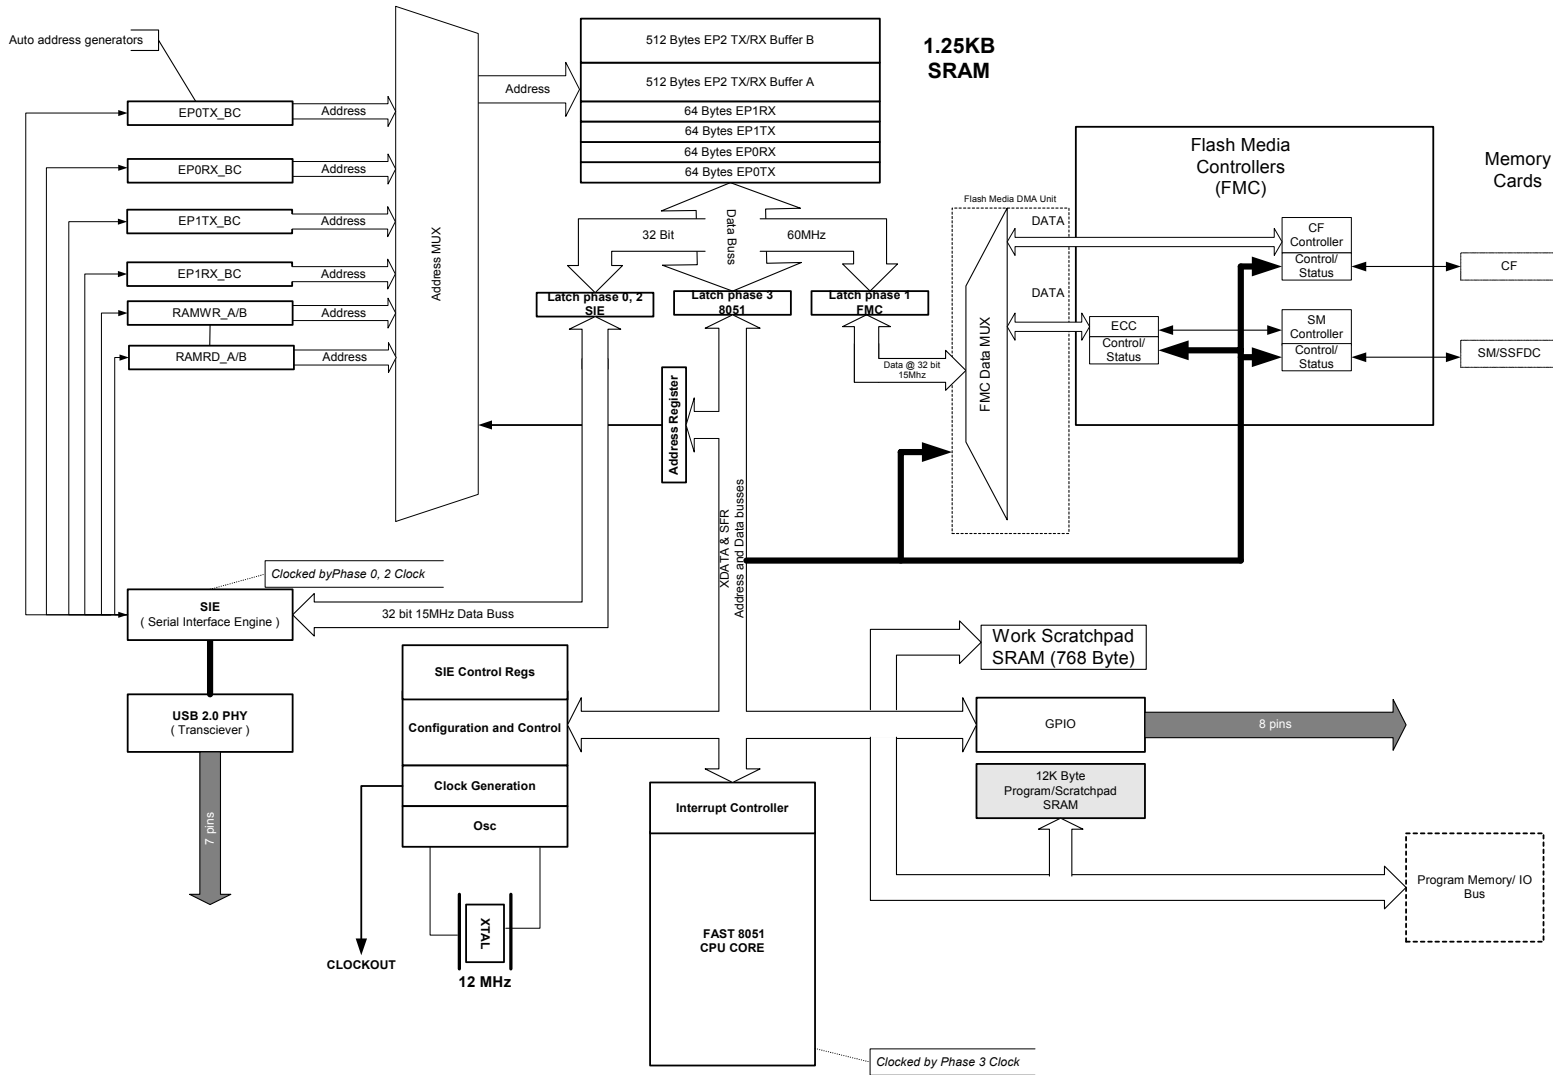 Auto address generators
EP0TX_BC
Address
EP0RX_BC
Address
EP1TX_BC
Address
EP1RX_BC
Address
RAMWR_A/B
Address
RAMRD_A/B
Address
Address MUX
Address
512 Bytes EP2 TX/RX Buffer B
512 Bytes EP2 TX/RX Buffer A
64 Bytes EP1RX
64 Bytes EP1TX
64 Bytes EP0RX
64 Bytes EP0TX
1.25KB
SRAM
32 Bit
Data Buss
60MHz
Latch phase 0, 2
SIE
Latch phase 3
8051
Latch phase 1
FMC
Data @ 32 bit
15Mhz
Address Register
XDATA & SFR
Address and Data busses
Flash Media DMA Unit
FMC Data MUX
DATA
DATA
Flash Media
Controllers
(FMC)
CF
Controller
Control/
Status
ECC
Control/
Status
SM
Controller
Control/
Status
Memory
Cards
CF
SM/SSFDC
Clocked byPhase 0, 2 Clock
SIE
( Serial Interface Engine )
32 bit 15MHz Data Buss
USB 2.0 PHY
( Transciever )
7 pins
SIE Control Regs
Configuration and Control
Clock Generation
Osc
XTAL
12 MHz
CLOCKOUT
Interrupt Controller
FAST 8051
CPU CORE
Clocked by Phase 3 Clock
Work Scratchpad
SRAM (768 Byte)
GPIO
8 pins
12K Byte
Program/Scratchpad
SRAM
Program Memory/ IO
Bus